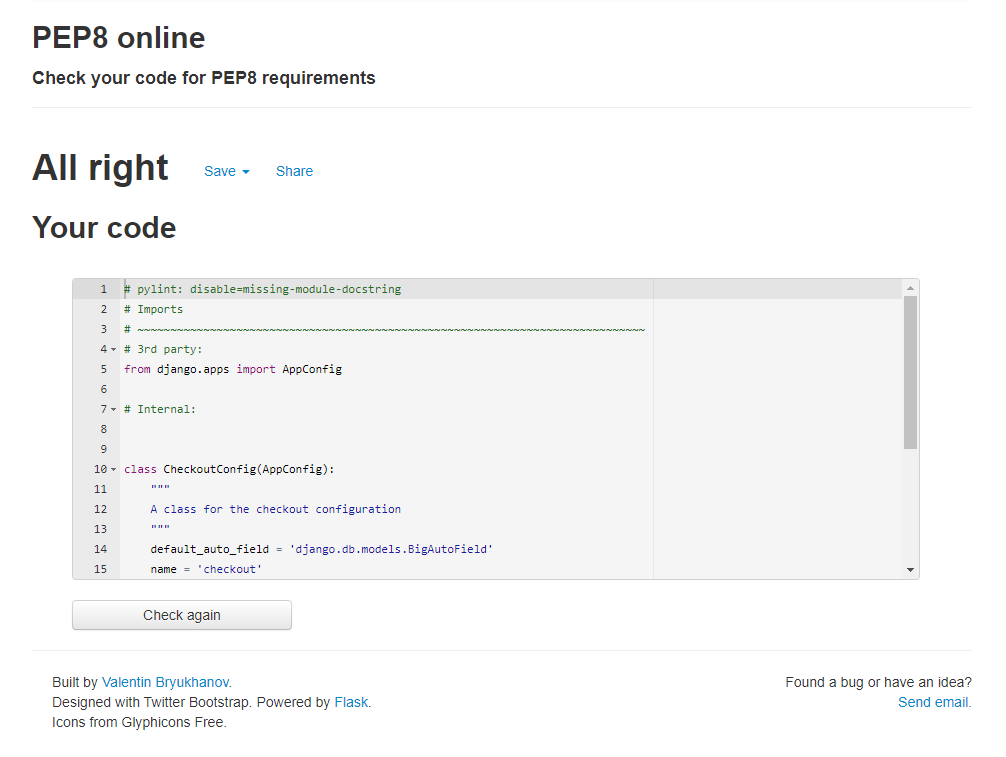 PEP8 online
Check your code for PEP8 requirements
All right Save Share
Your code
1 # pylint: disable=missing-module-docstring
2 # Imports
3 # ~~~~~~~~~~~~~~~~~~~~~~~~~~~~~~~~~~~~~~~~~~~~~~~~~~~~~~~~~~~~~~~~~~~~~~~~~~~~~
4 # 3rd party:
5 from django.apps import AppConfig
6
7 # Internal:
8
9
10 class CheckoutConfig(AppConfig):
11 """
12 A class for the checkout configuration
13 """
14 default_auto_field = 'django.db.models.BigAutoField'
15 name = 'checkout'
Check again
Built by Valentin Bryukhanov.
Designed with Twitter Bootstrap. Powered by Flask.
Icons from Glyphicons Free.
Found a bug or have an idea?
Send email.